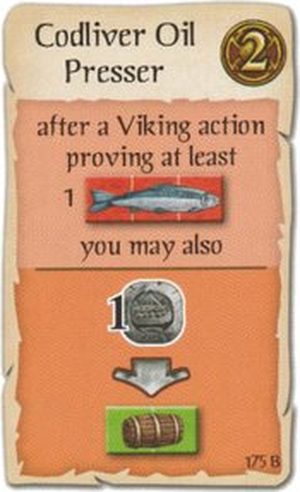 Codliver Oil
Presser
2
after a Viking action
proving at least
1
you may also
1
175 B